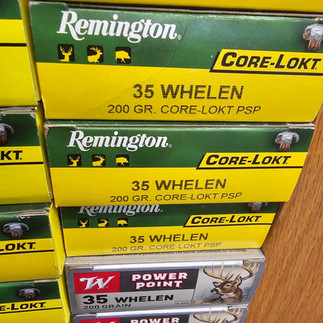 Remington®
CORE-LOKT
35 WHELEN
200 GR. CORE-LOKT PSP
Remington®
CORE-LOKT
35 WHELEN
200 GR. CORE-LOKT PSP
Remington
CORE-LOKT
35 WHELEN
200 GR. CORE-LOKT PSP
W POWER POINT
35 WHELEN
200 GRAIN
POWER
KT
LOKT
LOKT